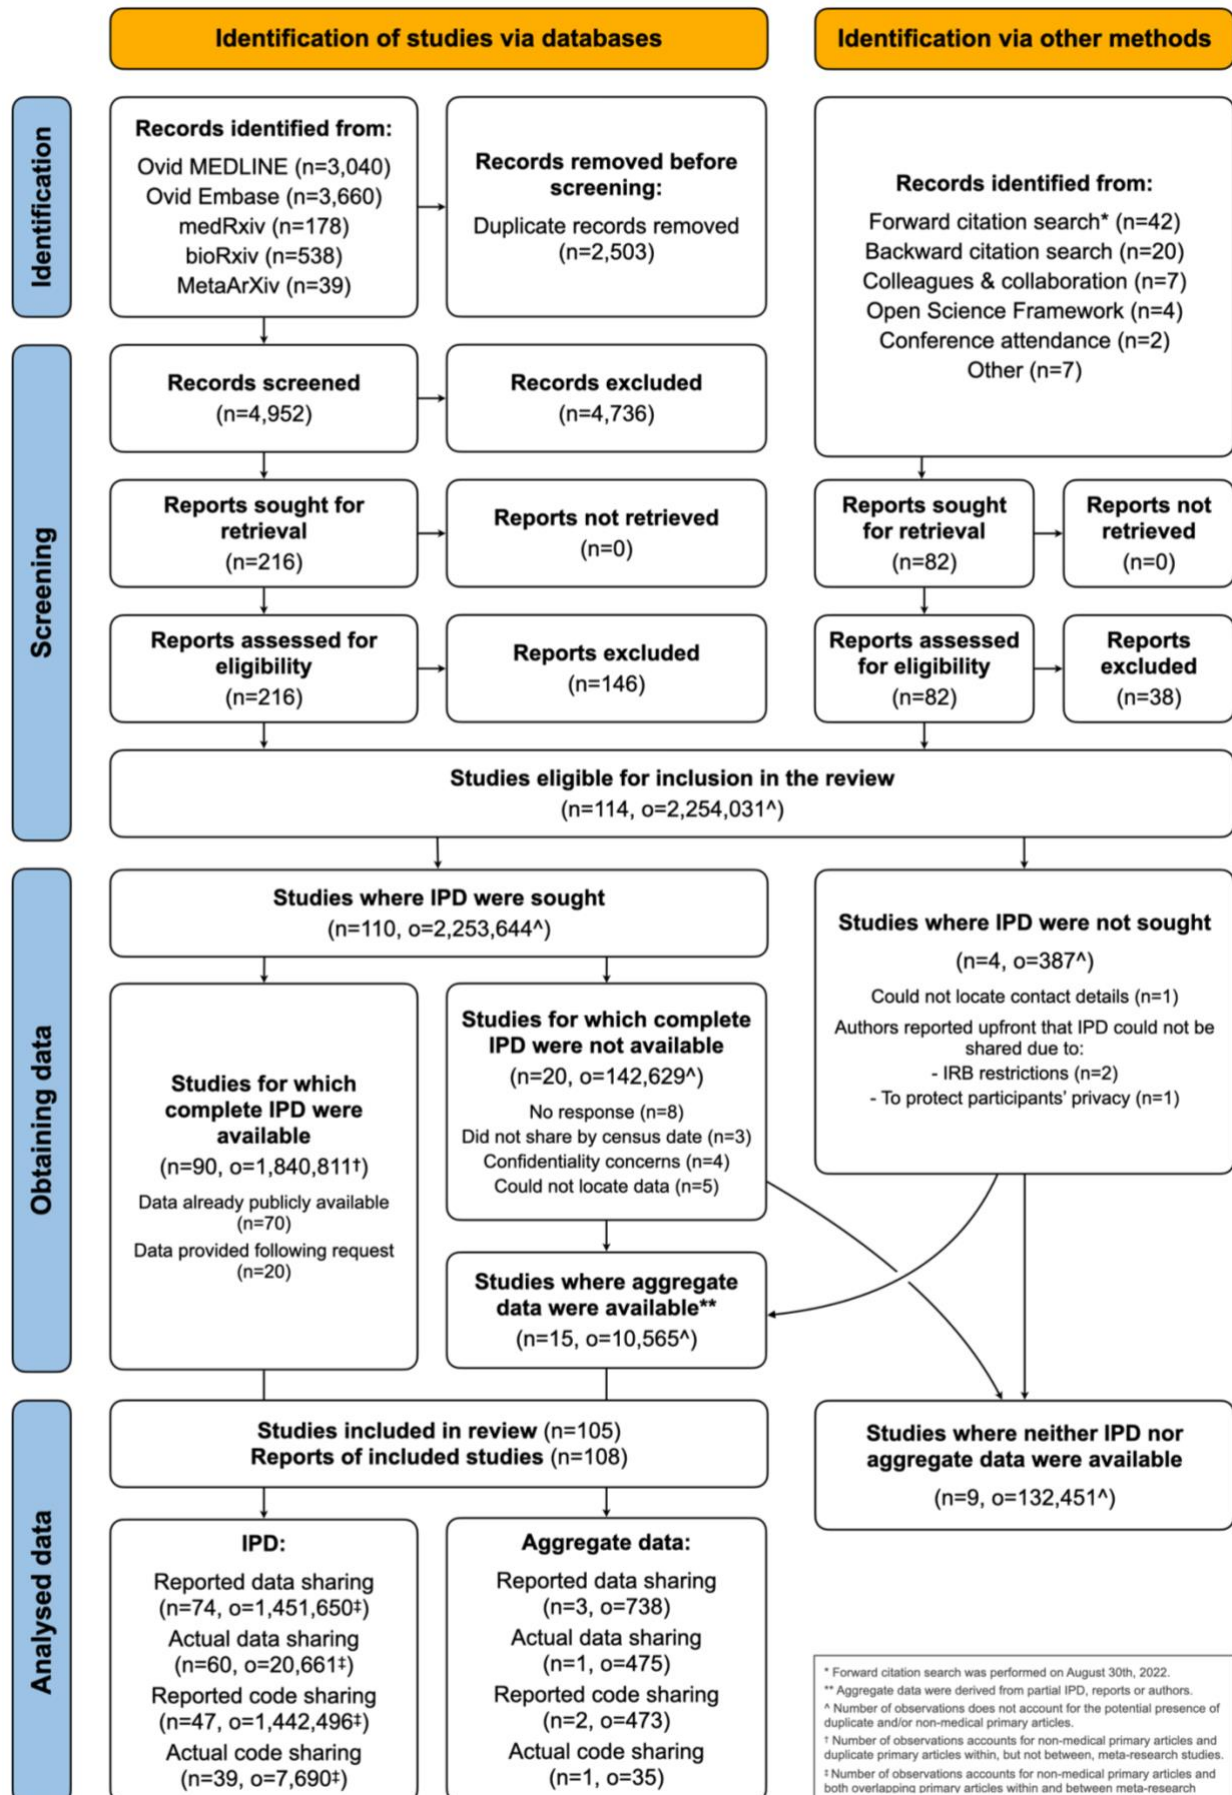 Identification of studies via databases
Identification via other methods
Identification
Records identified from:
Ovid MEDLINE (n=3,040)
Ovid Embase (n=3,660)
medRxiv (n=178)
bioRxiv (n=538)
MetaArXiv (n=39)
Records removed before
screening:
Duplicate records removed
(n=2,503)
Records identified from:
Forward citation search* (n=42)
Backward citation search (n=20)
Colleagues & collaboration (n=7)
Open Science Framework (n=4)
Conference attendance (n=2)
Other (n=7)
Screening
Records screened
(n=4,952)
Records excluded
(n=4,736)
Reports sought for
retrieval
(n=216)
Reports not retrieved
(n=0)
Reports sought
for retrieval
(n=82)
Reports not
retrieved
(n=0)
Reports assessed for
eligibility
(n=216)
Reports excluded
(n=146)
Reports assessed
for eligibility
(n=82)
Reports
excluded
(n=38)
Studies eligible for inclusion in the review
(n=114, o=2,254,031^)
Obtaining data
Studies where IPD were sought
(n=110, o=2,253,644^)
Studies where IPD were not sought
(n=4, o=387^)
Could not locate contact details (n=1)
Authors reported upfront that IPD could not be
shared due to:
- IRB restrictions (n=2)
- To protect participants' privacy (n=1)
Studies for which
complete IPD were
available
(n=90, o=1,840,811†)
Data already publicly available
(n=70)
Data provided following request
(n=20)
Studies for which complete
IPD were not available
(n=20, o=142,629^)
No response (n=8)
Did not share by census date (n=3)
Confidentiality concerns (n=4)
Could not locate data (n=5)
Studies where aggregate
data were available**
(n=15, o=10,565^)
Analysed data
Studies included in review (n=105)
Reports of included studies (n=108)
Studies where neither IPD nor
aggregate data were available
(n=9, o=132,451^)
IPD:
Reported data sharing
(n=74, o=1,451,650‡)
Actual data sharing
(n=60, o=20,661‡)
Reported code sharing
(n=47, o=1,442,496‡)
Actual code sharing
(n=39, o=7,690‡)
Aggregate data:
Reported data sharing
(n=3, o=738)
Actual data sharing
(n=1, o=475)
Reported code sharing
(n=2, o=473)
Actual code sharing
(n=1, o=35)
* Forward citation search was performed on August 30th, 2022.
** Aggregate data were derived from partial IPD, reports or authors.
^ Number of observations does not account for the potential presence of
duplicate and/or non-medical primary articles.
† Number of observations accounts for non-medical primary articles and
duplicate primary articles within, but not between, meta-research studies.
‡ Number of observations accounts for non-medical primary articles and
both overlapping primary articles within and between meta-research